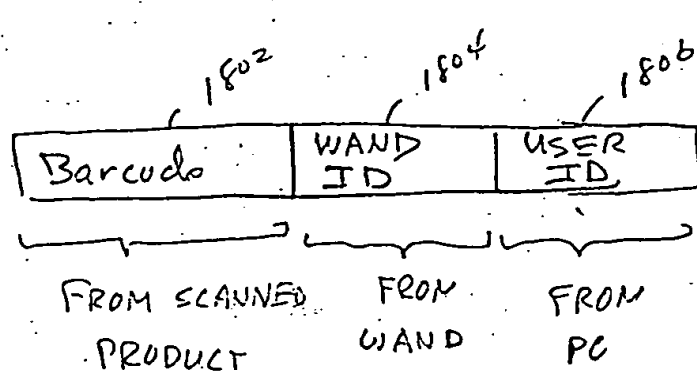 1802 1804 1806
Barcode WAND USER
ID ID
FROM SCANNED FROM FROM
PRODUCT WAND PC